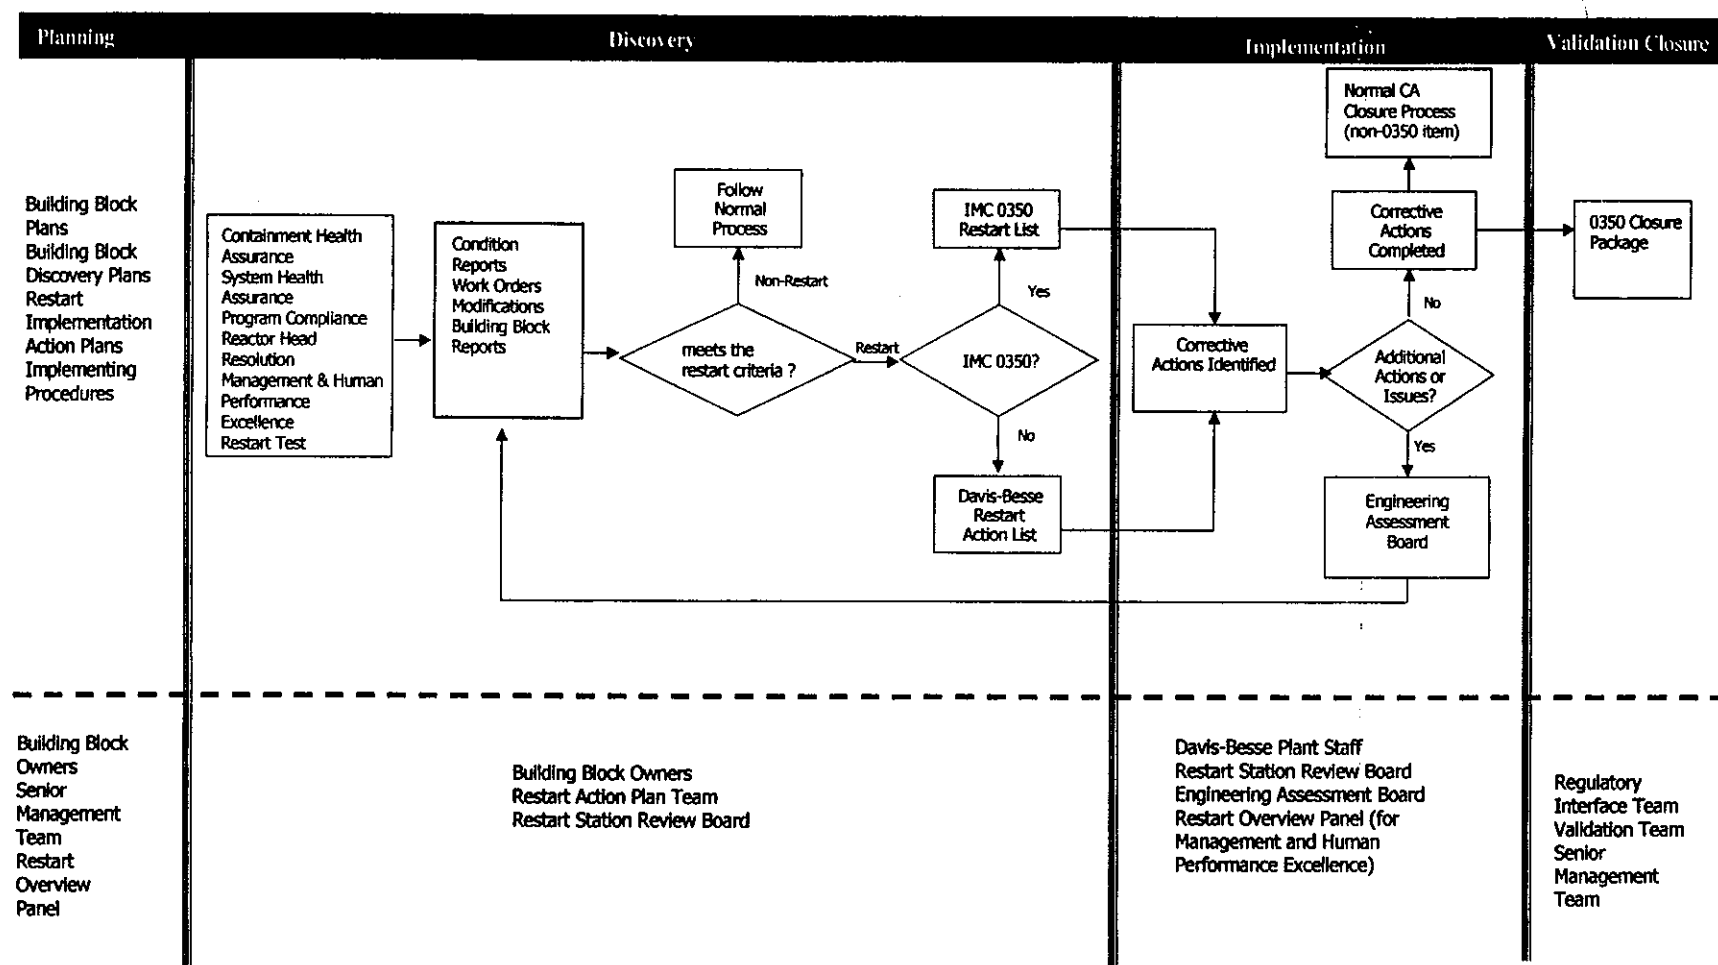 Planning
Discovery
Implementation
Validation Closure
Building Block
Plans
Building Block
Discovery Plans
Restart
Implementation
Action Plans
Implementing
Procedures
Containment Health
Assurance
System Health
Assurance
Program Compliance
Reactor Head
Resolution
Management & Human
Performance
Excellence
Restart Test
Condition
Reports
Work Orders
Modifications
Building Block
Reports
Follow
Normal
Process
Non-Restart
meets the
restart criteria ?
Restart
IMC 0350
Restart List
Yes
IMC 0350?
No
Davis-Besse
Restart
Action List
Normal CA
Closure Process
(non-0350 item)
Corrective
Actions
Completed
No
Corrective
Actions Identified
Additional
Actions or
Issues?
Yes
Engineering
Assessment
Board
0350 Closure
Package
Building Block
Owners
Senior
Management
Team
Restart
Overview
Panel
Building Block Owners
Restart Action Plan Team
Restart Station Review Board
Davis-Besse Plant Staff
Restart Station Review Board
Engineering Assessment Board
Restart Overview Panel (for
Management and Human
Performance Excellence)
Regulatory
Interface Team
Validation Team
Senior
Management
Team